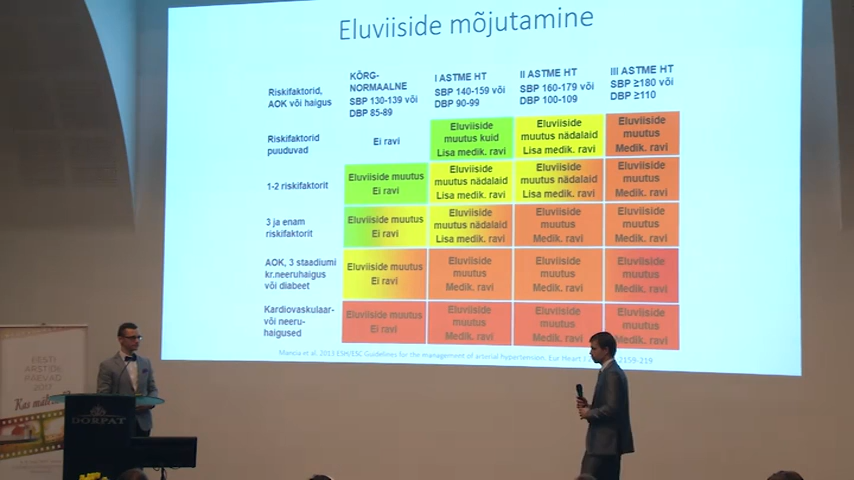 Eluviiside mõjutamine
Riskifaktorid,
AOK või haigus
KÕRG-
NORMAALNE
SBP 130-139 või
DBP 85-89
I ASTME HT
SBP 140-159 või
DBP 90-99
II ASTME HT
SBP 160-179 või
DBP 100-109
III ASTME HT
SBP ≥180 või
DBP ≥110
Riskifaktorid
puuduvad
Ei ravi
Eluviiside
muutus kuid
Lisa medik. ravi
Eluviiside
muutus nädalaid
Lisa medik. ravi
Eluviiside
muutus
Medik. ravi
1-2 riskifaktorit
Eluviiside muutus
Ei ravi
Eluviiside
muutus nädalaid
Lisa medik. ravi
Eluviiside
muutus nädalaid
Lisa medik. ravi
Eluviiside
muutus
Medik. ravi
3 ja enam
riskifaktorit
Eluviiside muutus
Ei ravi
Eluviiside
muutus nädalaid
Lisa medik. ravi
Eluviiside
muutus
Medik. ravi
Eluviiside
muutus
Medik. ravi
AOK, 3 staadiumi
kr.neeruhaigus
või diabeet
Eluviiside muutus
Ei ravi
Eluviiside
muutus
Medik. ravi
Eluviiside
muutus
Medik. ravi
Eluviiside
muutus
Medik. ravi
Kardiovaskulaar-
või neeru-
haigused
Eluviiside muutus
Ei ravi
Eluviiside
muutus
Medik. ravi
Eluviiside
muutus
Medik. ravi
Eluviiside
muutus
Medik. ravi
Mancia et al. 2013 ESH/ESC Guidelines for the management of arterial hypertension. Eur Heart J 2159-219
EESTI
ARSTIDE
PÄEVAD
2017
Kas
DORPAT